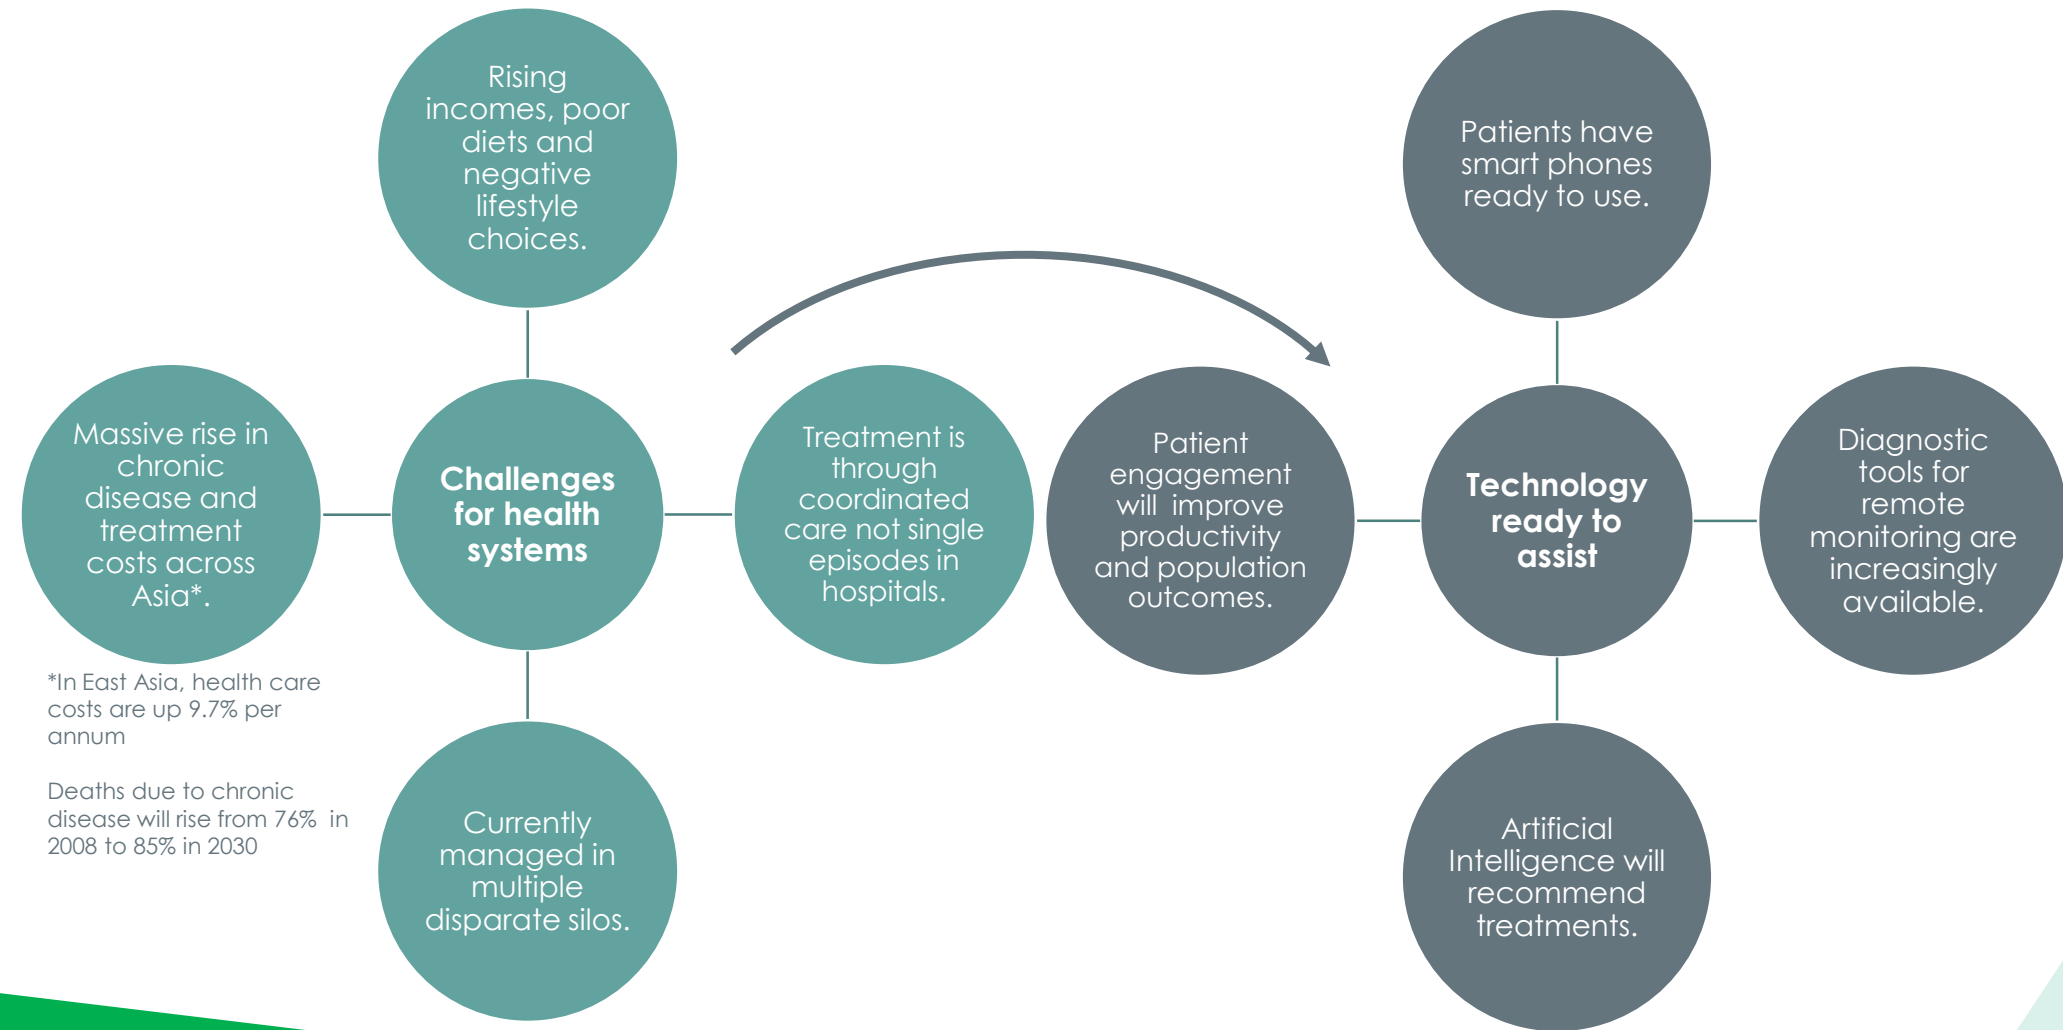 Rising
incomes, poor
diets and
negative
lifestyle
choices.
Massive rise in
chronic
disease and
treatment
costs across
Asia*.
Challenges
for health
systems
Treatment is
through
coordinated
care not single
episodes in
hospitals.
Currently
managed in
multiple
disparate silos.
*In East Asia, health care
costs are up 9.7% per
annum
Deaths due to chronic
disease will rise from 76% in
2008 to 85% in 2030
Patients have
smart phones
ready to use.
Patient
engagement
will improve
productivity
and population
outcomes.
Technology
ready to
assist
Diagnostic
tools for
remote
monitoring are
increasingly
available.
Artificial
Intelligence will
recommend
treatments.